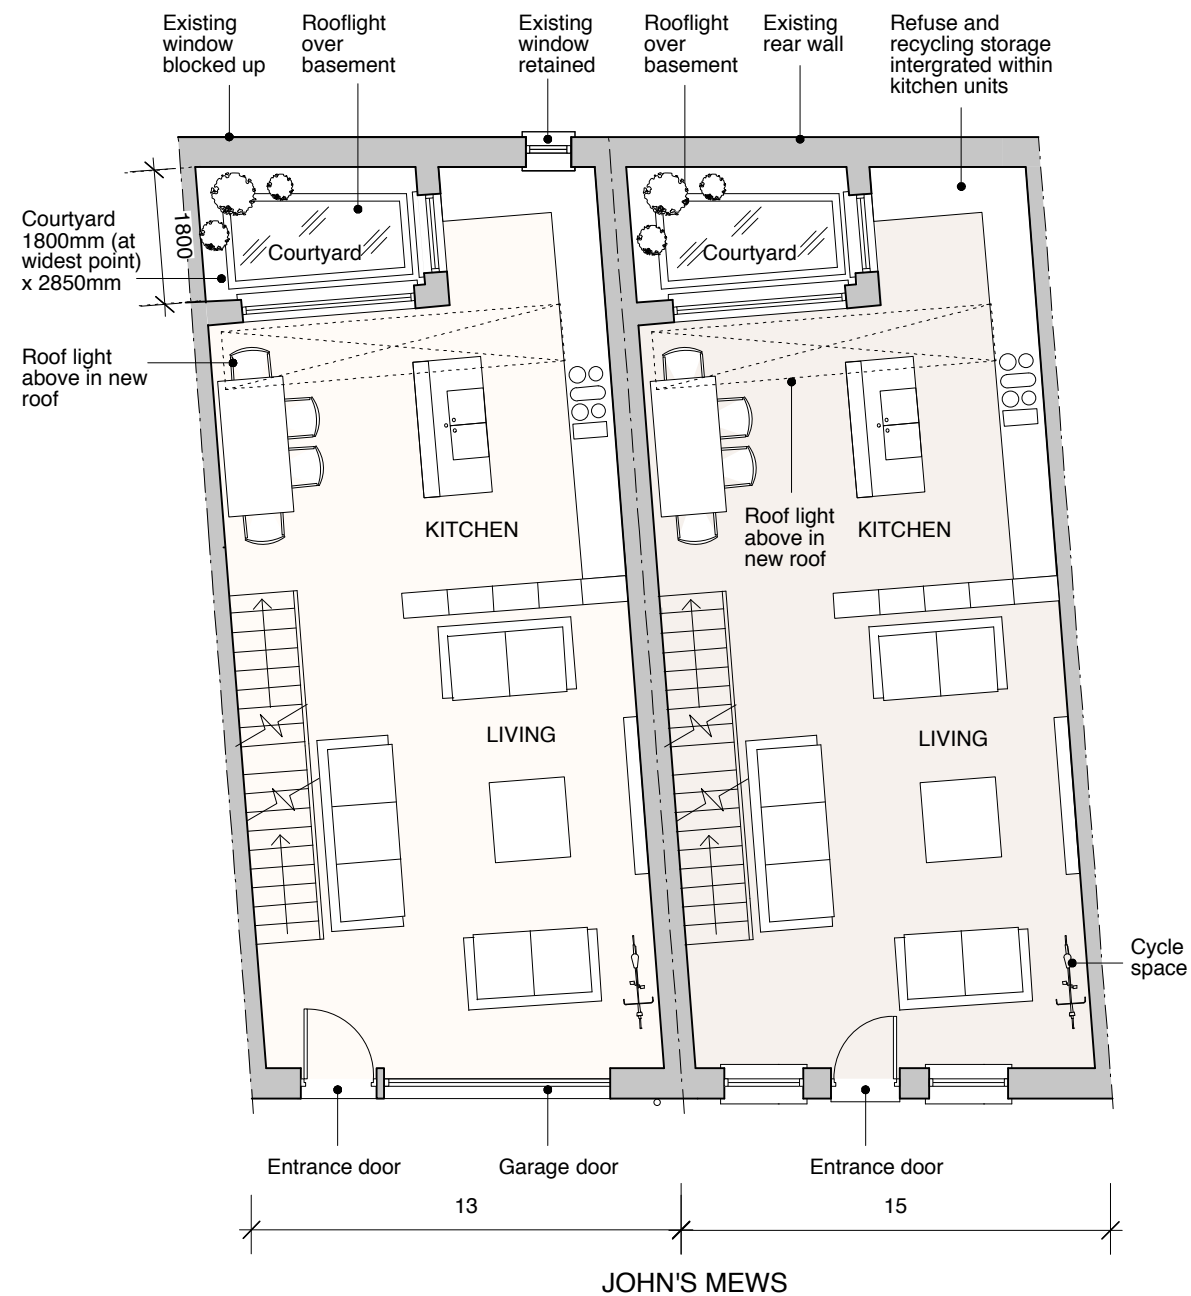 Existing
window
blocked up
Rooflight
over
basement
Existing
window
retained
Rooflight
over
basement
Existing
rear wall
Refuse and
recycling storage
intergrated within
kitchen units
Courtyard
1800mm (at
widest point)
x 2850mm
1800
Courtyard
Courtyard
Roof light
above in new
roof
KITCHEN
Roof light
above in
new roof
KITCHEN
LIVING
LIVING
Cycle
space
Entrance door
Garage door
Entrance door
13
15
JOHN'S MEWS